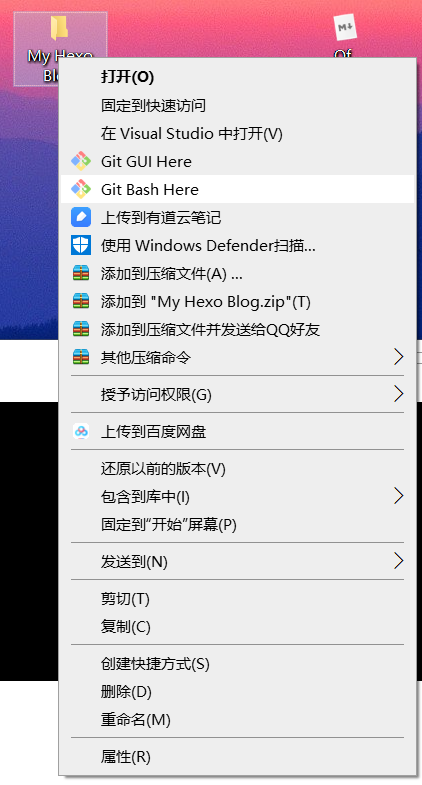 My Hexo
Blo
Of
M↓
打开(O)
固定到快速访问
在 Visual Studio 中打开(V)
Git GUI Here
Git Bash Here
上传到有道云笔记
使用 Windows Defender扫描...
添加到压缩文件(A) ...
添加到 "My Hexo Blog.zip"(T)
添加到压缩文件并发送给QQ好友
其他压缩命令
授予访问权限(G)
上传到百度网盘
还原以前的版本(V)
包含到库中(I)
固定到“开始”屏幕(P)
发送到(N)
剪切(T)
复制(C)
创建快捷方式(S)
删除(D)
重命名(M)
属性(R)